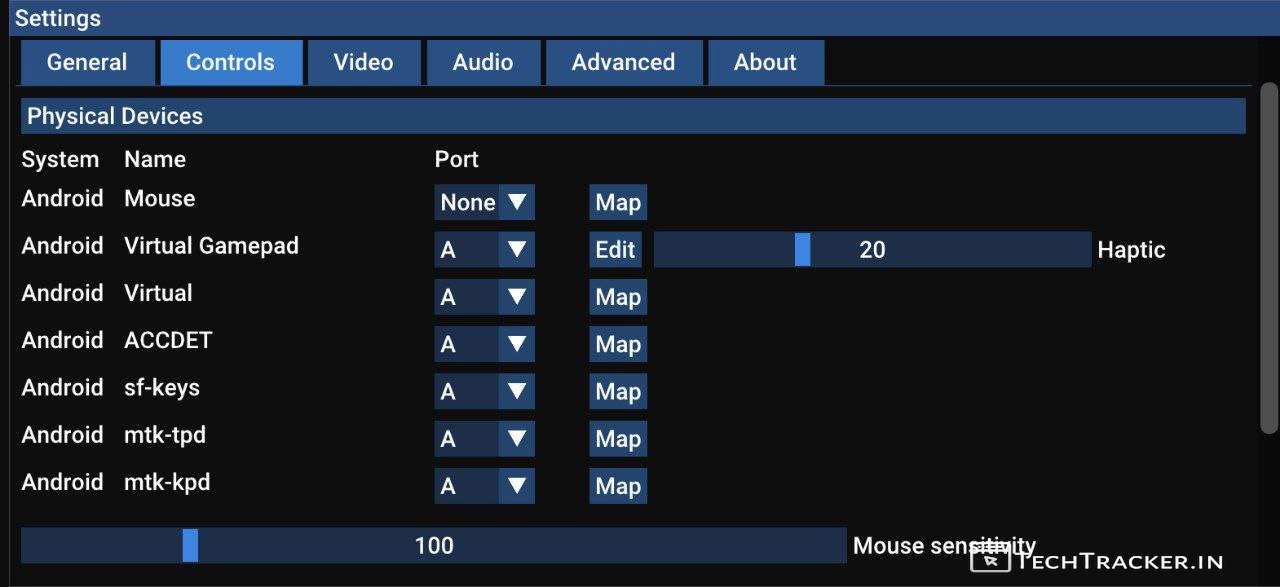 Settings
General Controls Video Audio Advanced About
Physical Devices
System Name Port
Android Mouse None Map
Android Virtual Gamepad A Edit 20 Haptic
Android Virtual A Map
Android ACCDET A Map
Android sf-keys A Map
Android mtk-tpd A Map
Android mtk-kpd A Map
100 Mouse sensitivity
TECHTRACKER.IN